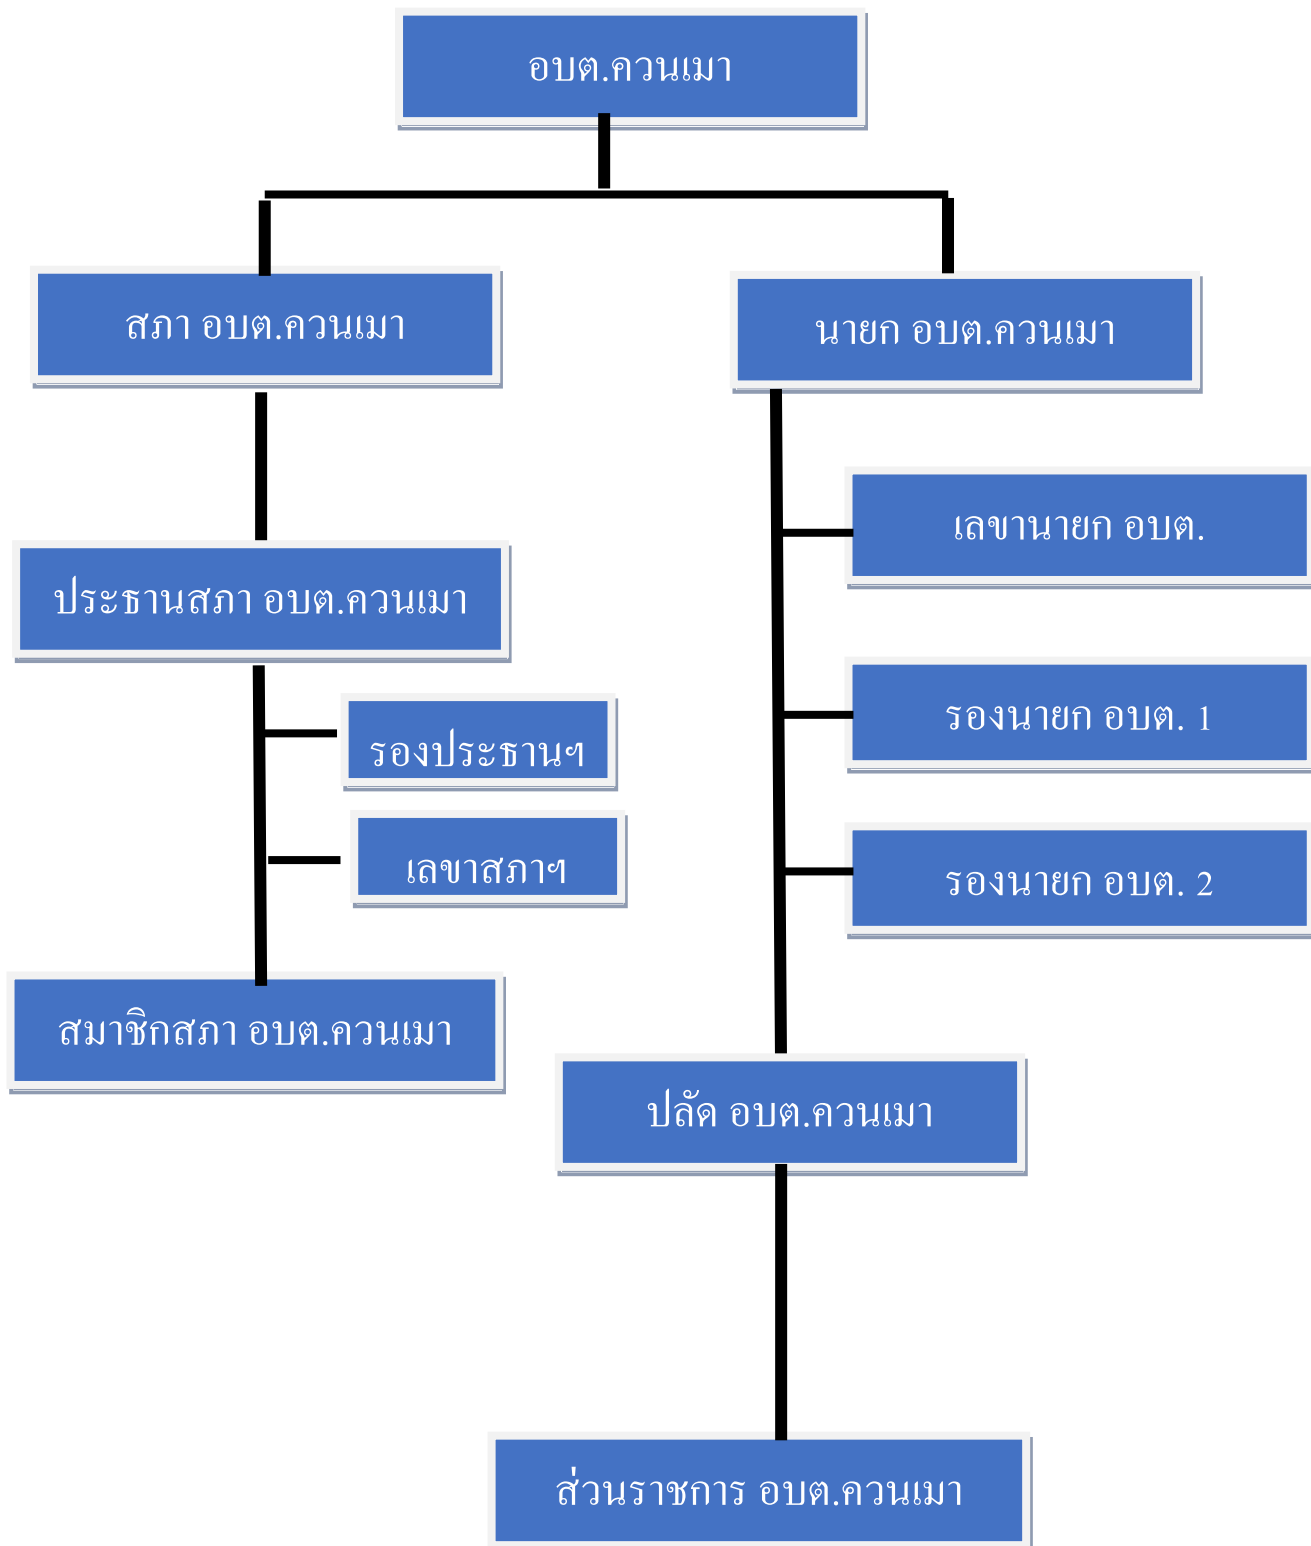 อบต.ควนเมา
สภา อบต.ควนเมา
นายก อบต.ควนเมา
เลขานายก อบต.
ประธานสภา อบต.ควนเมา
รองนายก อบต. 1
รองประธานฯ
เลขาสภาฯ
รองนายก อบต. 2
สมาชิกสภา อบต.ควนเมา
ปลัด อบต.ควนเมา
ส่วนราชการ อบต.ควนเมา